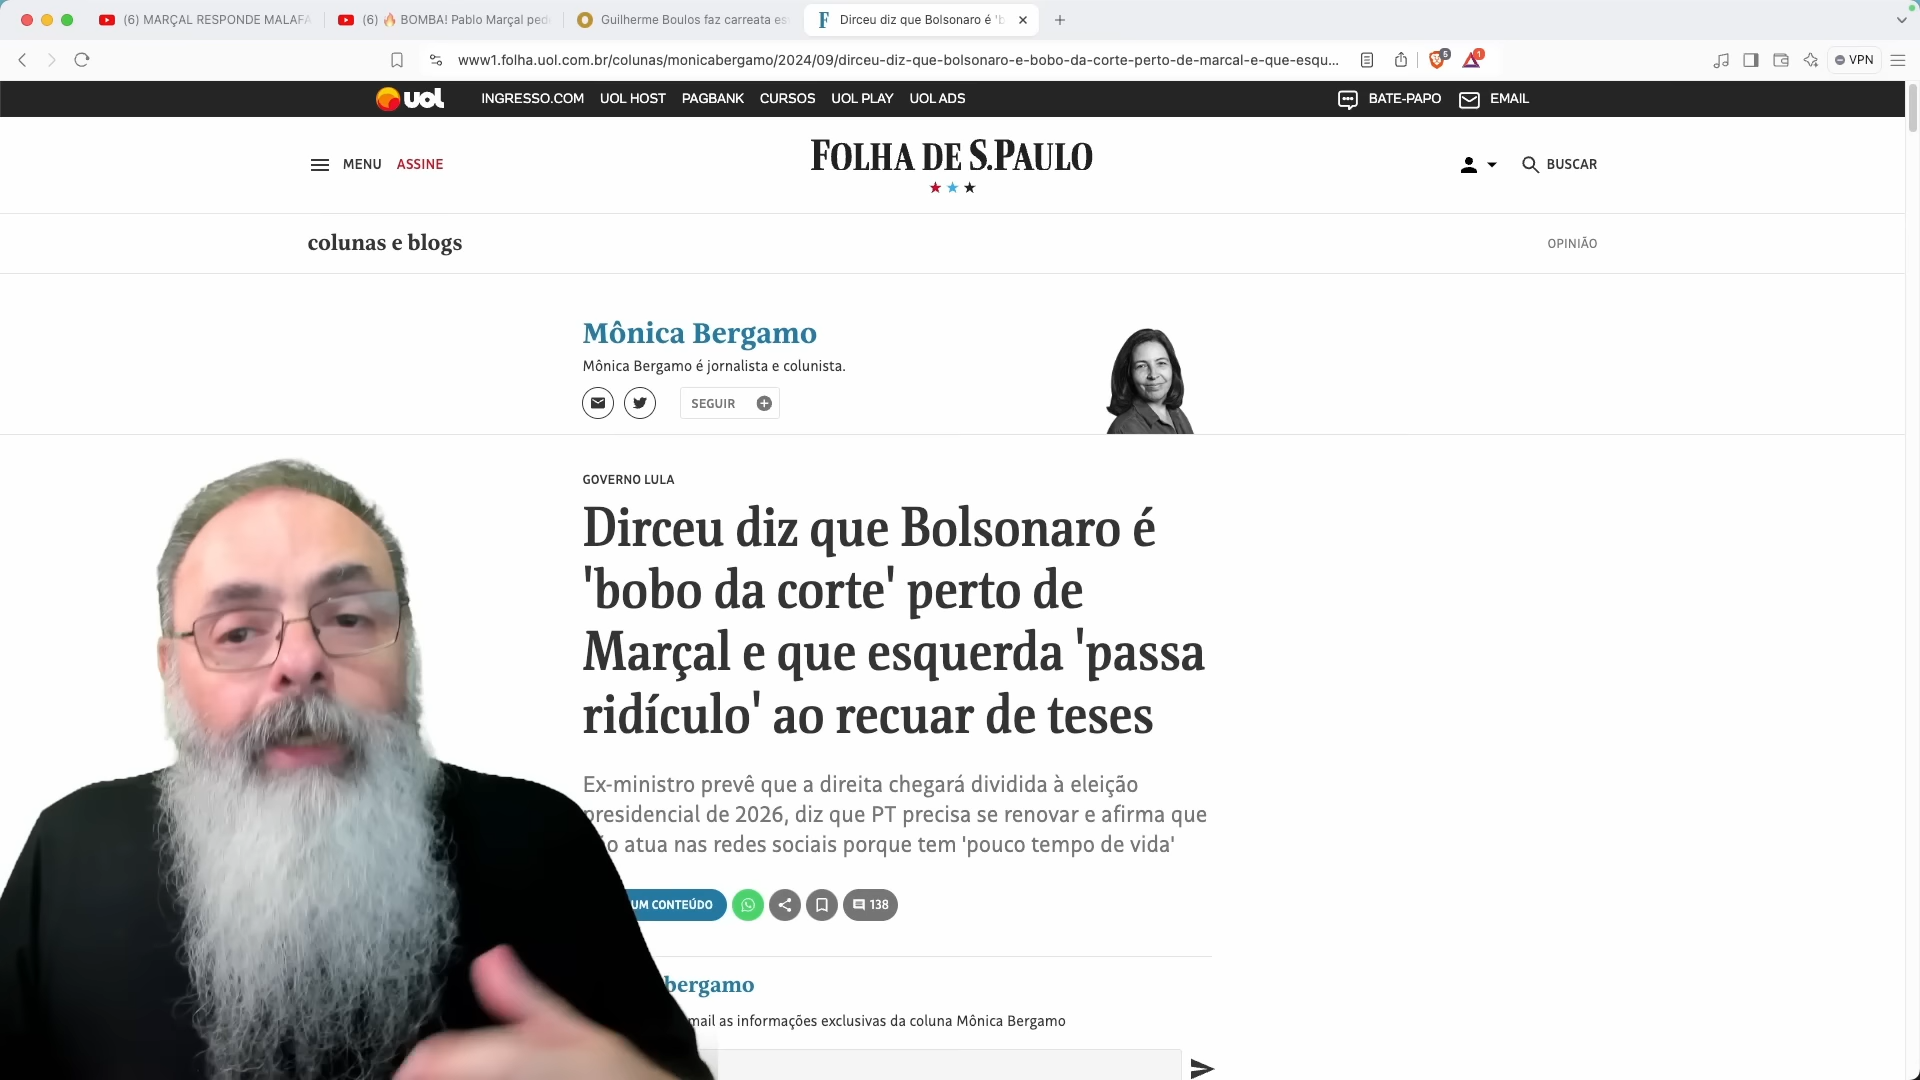 (6) MARÇAL RESPONDE MALAFA
(6) 🔥 BOMBA! Pablo Marçal ped
Guilherme Boulos faz carreata es
Dirceu diz que Bolsonaro é 'b
www1.folha.uol.com.br/colunas/monicabergamo/2024/09/dirceu-diz-que-bolsonaro-e-bobo-da-corte-perto-de-marcal-e-que-esqu...
5
1
VPN
uol
INGRESSO.COM UOL HOST PAGBANK CURSOS UOL PLAY UOL ADS
BATE-PAPO EMAIL
MENU ASSINE
FOLHA DE S.PAULO
BUSCAR
colunas e blogs
OPINIÃO
Mônica Bergamo
Mônica Bergamo é jornalista e colunista.
SEGUIR
GOVERNO LULA
Dirceu diz que Bolsonaro é
'bobo da corte' perto de
Marçal e que esquerda 'passa
ridículo' ao recuar de teses
Ex-ministro prevê que a direita chegará dividida à eleição
presidencial de 2026, diz que PT precisa se renovar e afirma que
atua nas redes sociais porque tem 'pouco tempo de vida'
UM CONTEÚDO
138
bergamo
mail as informações exclusivas da coluna Mônica Bergamo